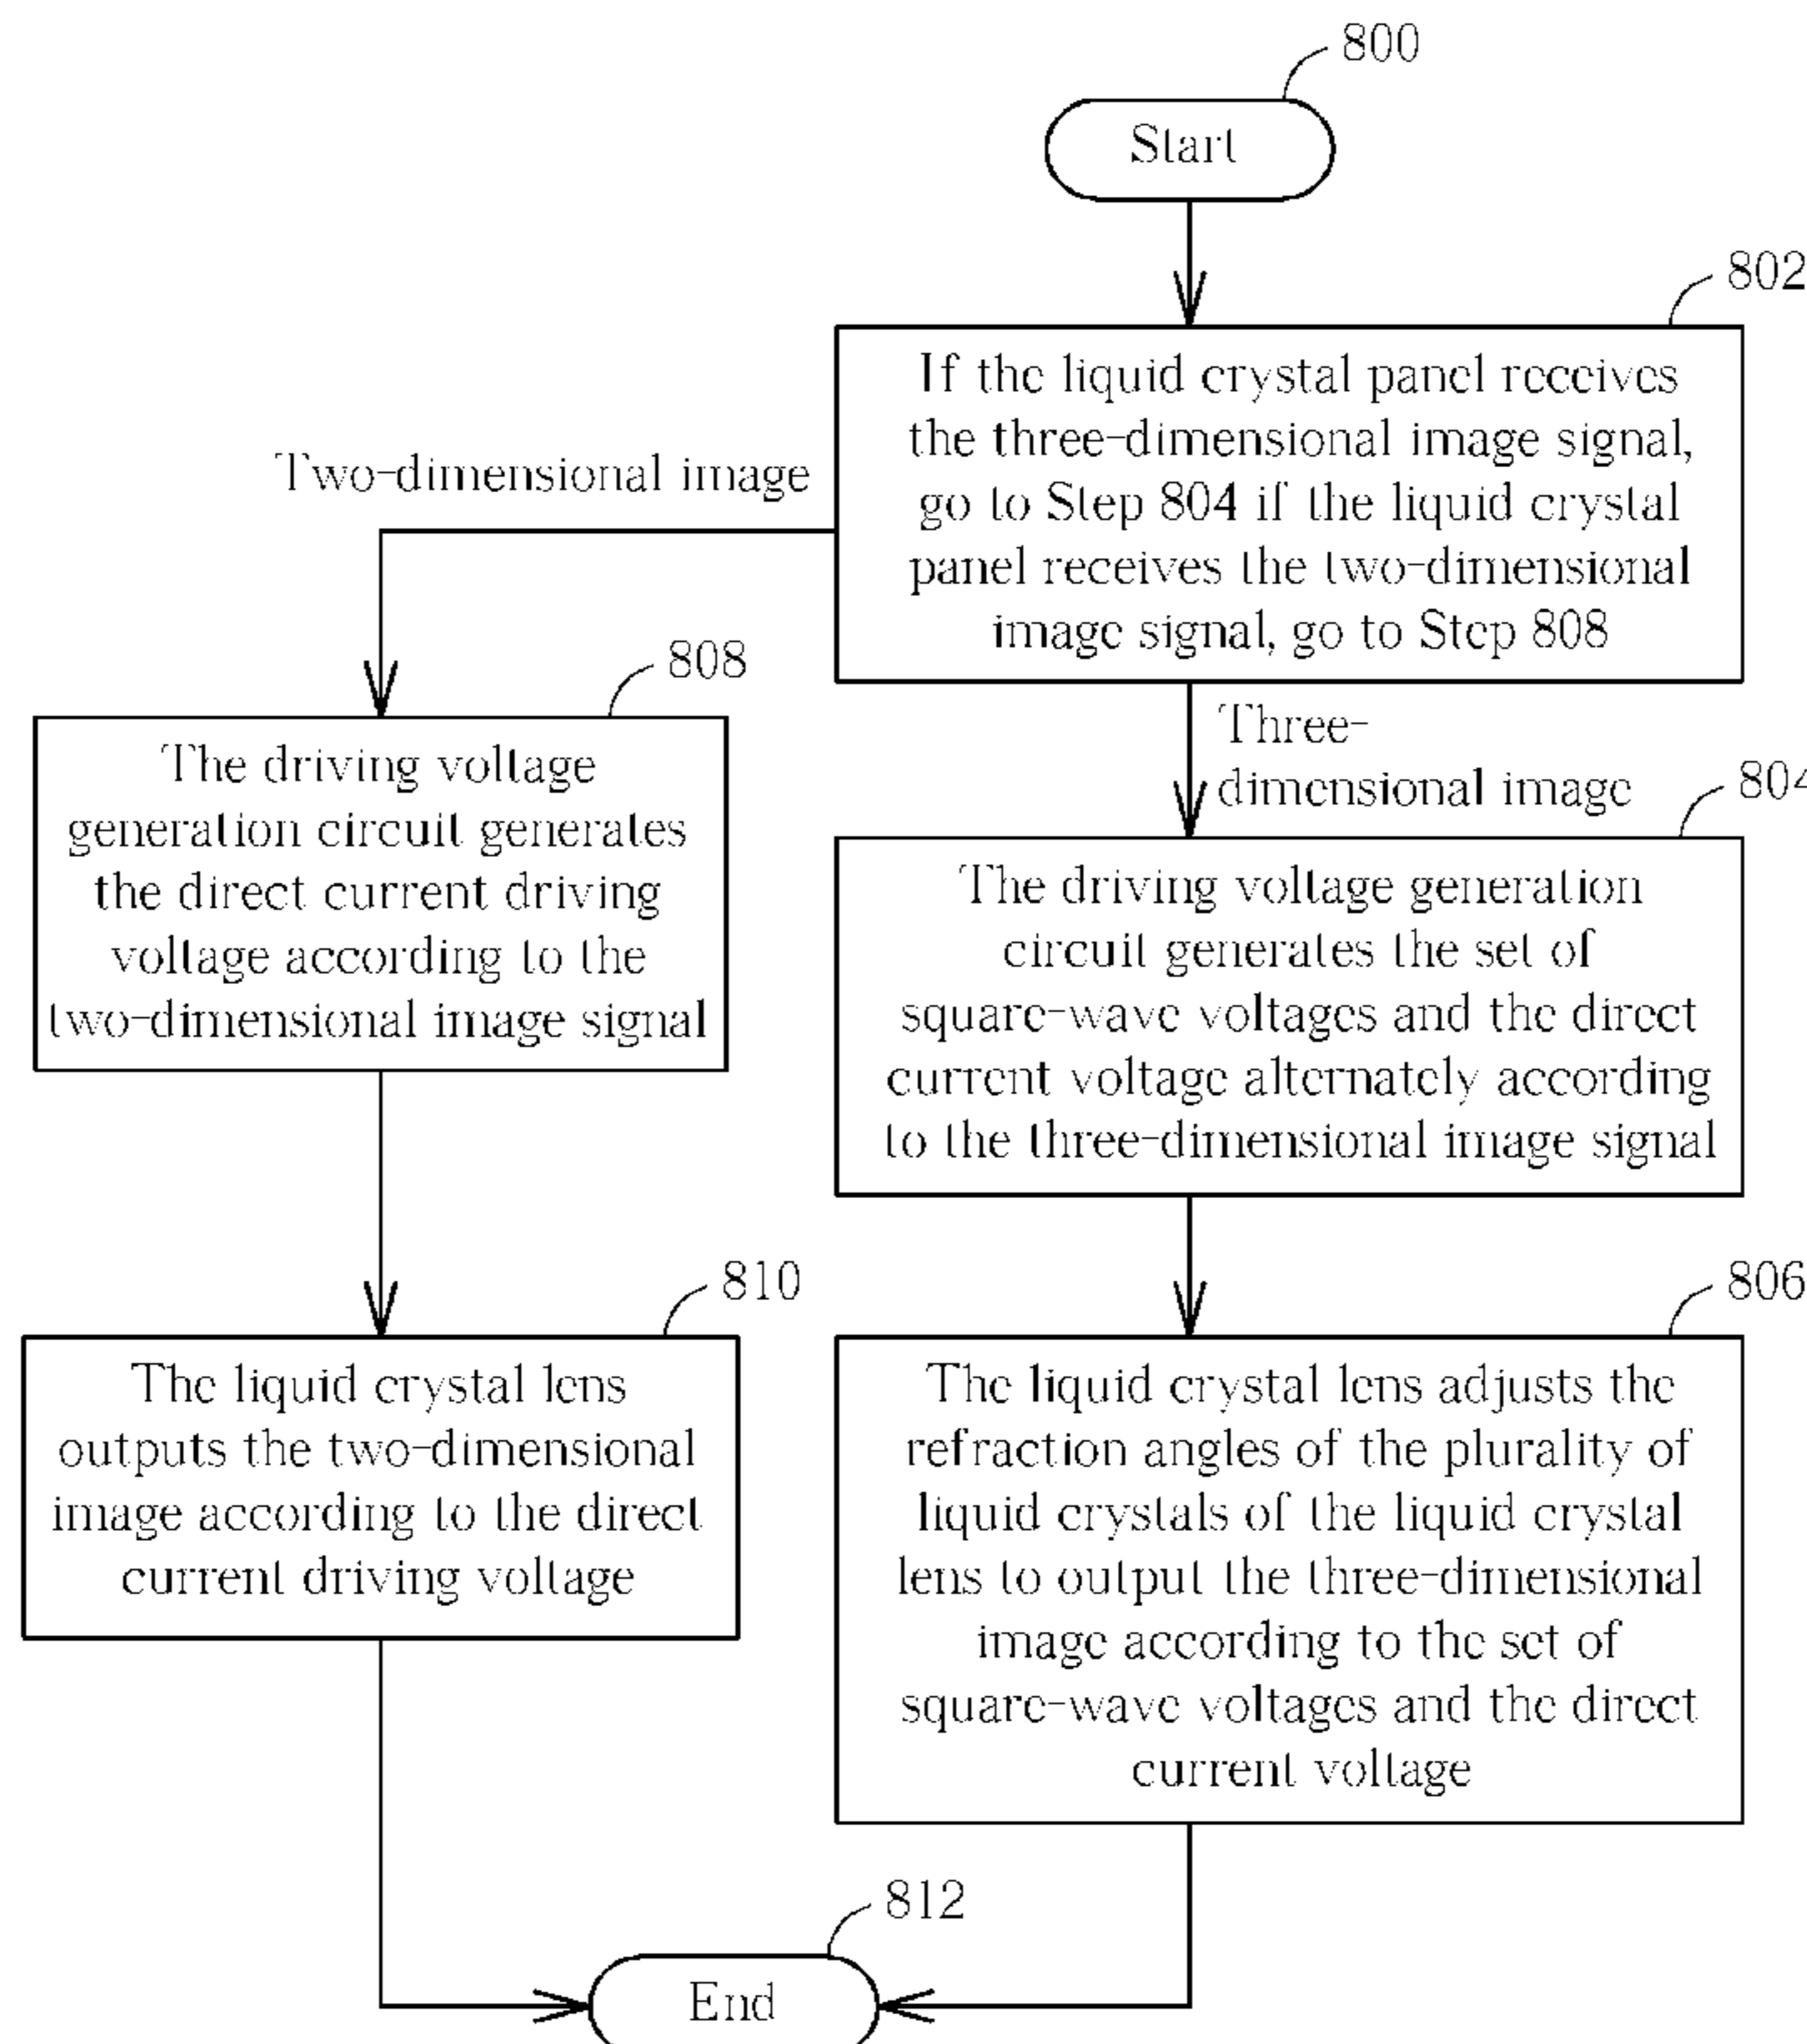 800
Start
802
If the liquid crystal panel receives
the three-dimensional image signal,
go to Step 804 if the liquid crystal
panel receives the two-dimensional
image signal, go to Step 808
Two-dimensional image
808
The driving voltage
generation circuit generates
the direct current driving
voltage according to the
two-dimensional image signal
Three-
dimensional image
804
The driving voltage generation
circuit generates the set of
square-wave voltages and the direct
current voltage alternately according
to the three-dimensional image signal
810
The liquid crystal lens
outputs the two-dimensional
image according to the direct
current driving voltage
806
The liquid crystal lens adjusts the
refraction angles of the plurality of
liquid crystals of the liquid crystal
lens to output the three-dimensional
image according to the set of
square-wave voltages and the direct
current voltage
812
End